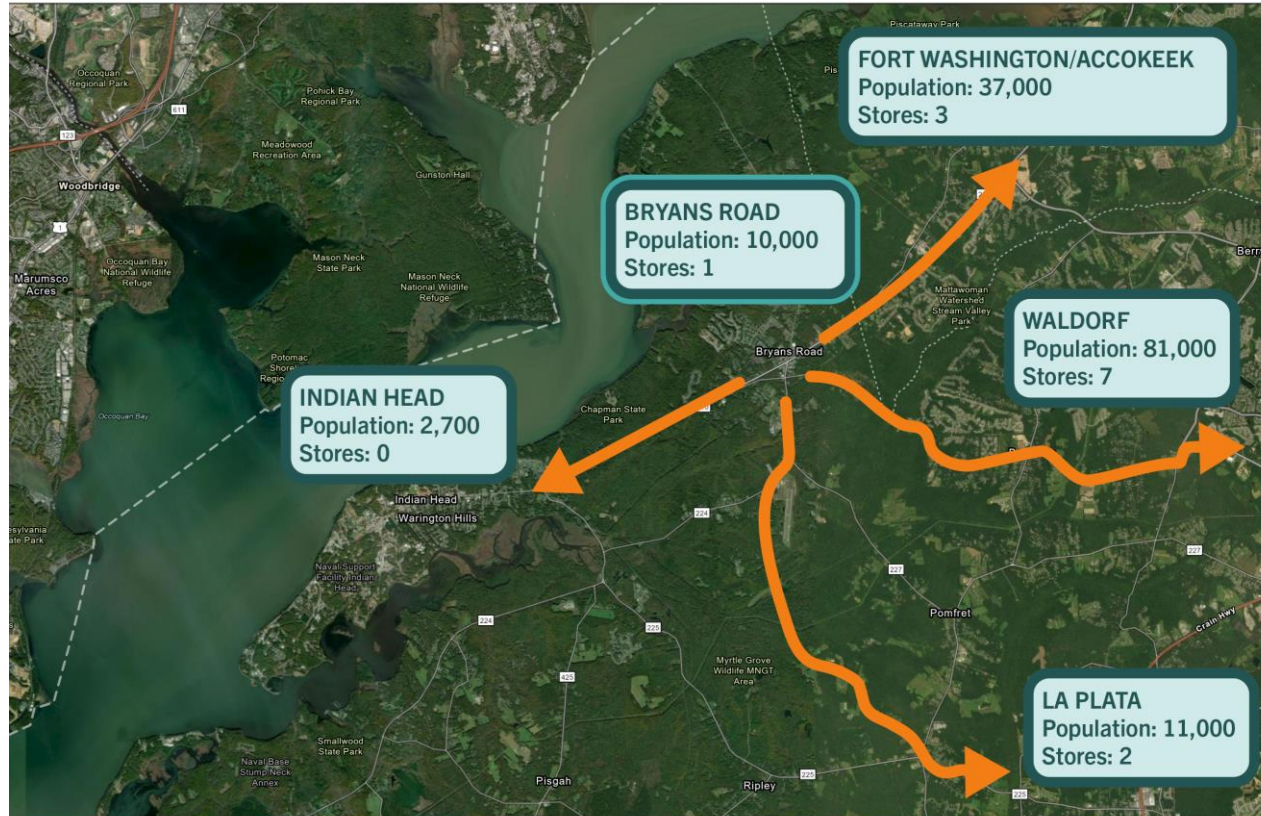 Piscataway Park
Occoquan
Regional Park
FORT WASHINGTON/ACCOKEEK
Population: 37,000
Stores: 3
Pohick Bay
Regional Park
611
123
Meadowood
Recreation Area
Gunston Hall
Woodbridge
BRYANS ROAD
Population: 10,000
Stores: 1
1
Mason Neck
State Park
Occoquan Bay
National Wildlife
Refuge
Marumsco
Acres
Mason Neck
National Wildlife
Refuge
Mattawoman
Watershed
Stream Valley
Park
WALDORF
Population: 81,000
Stores: 7
Bryans Road
Potomac
INDIAN HEAD
Population: 2,700
Stores: 0
Occoquan Bay
Chapman State
Park
Indian Head
Warington Hills
224
227
227
Naval Support
Facility Indian
Head
224
225
Pomfret
Crain Hwy
Myrtle Grove
Wildlife MNGT
Area
425
LA PLATA
Population: 11,000
Stores: 2
Smallwood
State Park
Naval Base
Stump Neck
Annex
Pisgah
Ripley
225
225